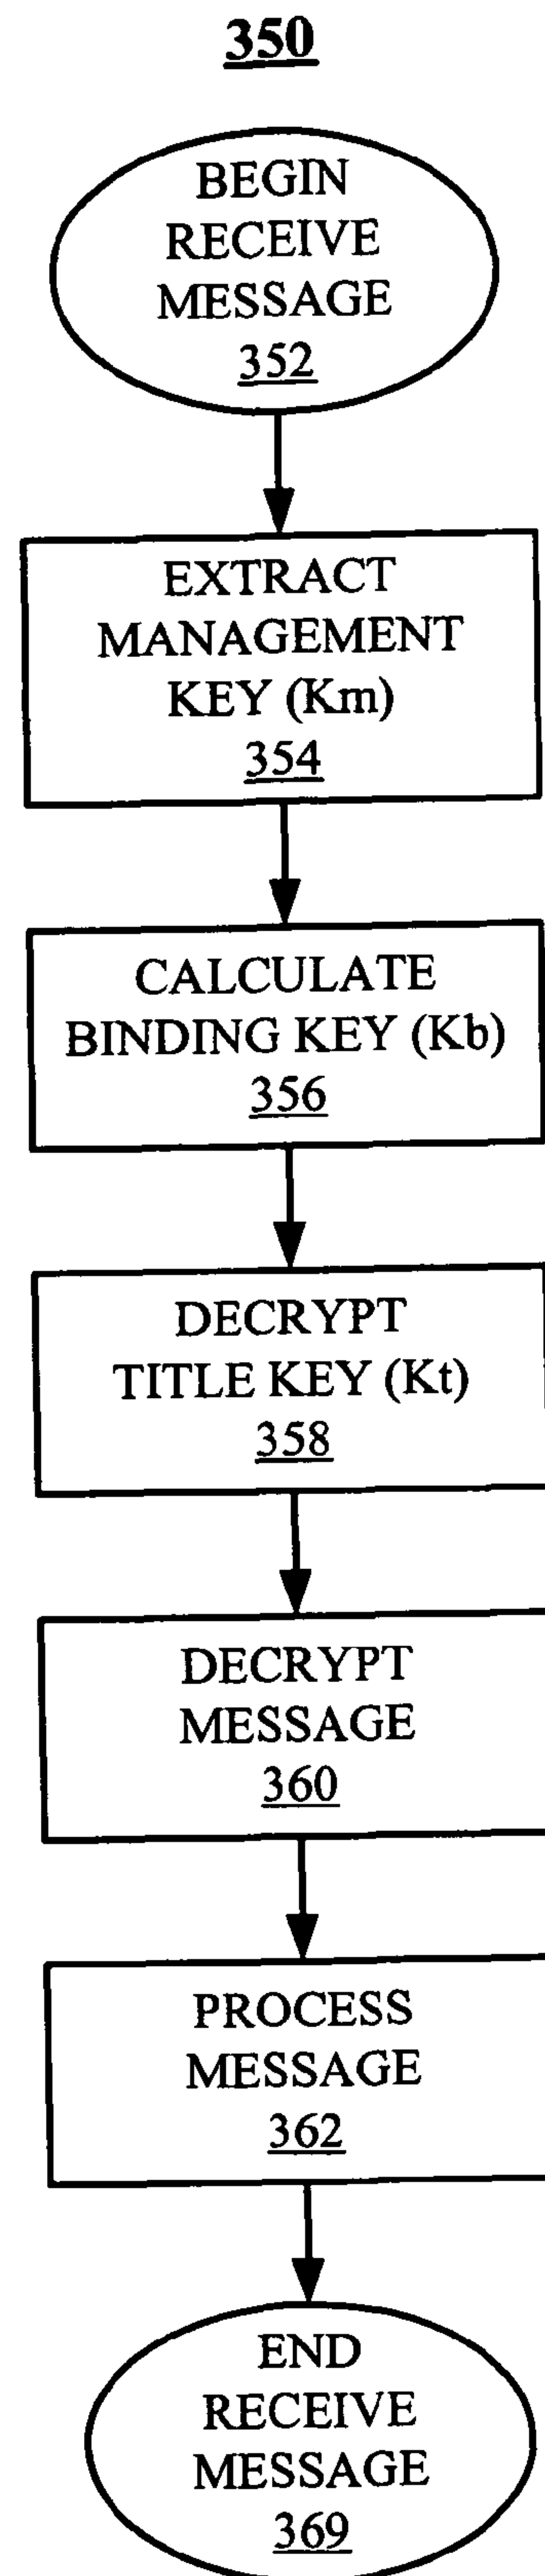 350
BEGIN
RECEIVE
MESSAGE
352
EXTRACT
MANAGEMENT
KEY (Km)
354
CALCULATE
BINDING KEY (Kb)
356
DECRYPT
TITLE KEY (Kt)
358
DECRYPT
MESSAGE
360
PROCESS
MESSAGE
362
END
RECEIVE
MESSAGE
369